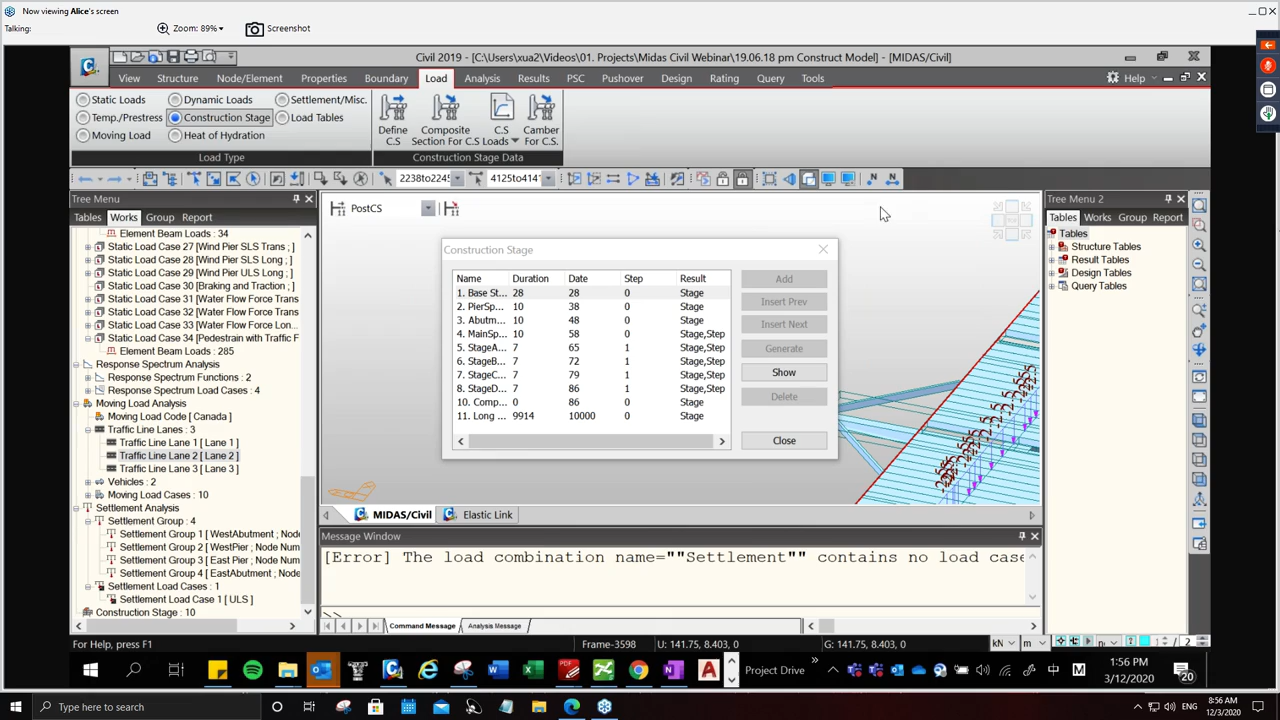 Now viewing Alice's screen
Talking:
Zoom: 89%
Screenshot
Civil 2019 - [C:\Users\xua2\Videos\01. Projects\Midas Civil Webinar\19.06.18 pm Construct Model] - [MIDAS/Civil]
View Structure Node/Element Properties Boundary Load Analysis Results PSC Pushover Design Rating Query Tools Help
Static Loads Dynamic Loads Settlement/Misc.
Temp./Prestress Construction Stage Load Tables
Moving Load Heat of Hydration
Define C.S
Composite Section For C.S
C.S Loads
Camber For C.S.
Load Type
Construction Stage Data
2238to2245
4125to414
Tree Menu
Tables Works Group Report
Element Beam Loads : 34
Static Load Case 27 [Wind Pier SLS Trans ; ]
Static Load Case 28 [Wind Pier SLS Long ; ]
Static Load Case 29 [Wind Pier ULS Long ; ]
Static Load Case 30 [Braking and Traction ; ]
Static Load Case 31 [Water Flow Force Trans
Static Load Case 32 [Water Flow Force Trans
Static Load Case 33 [Water Flow Force Lon...
Static Load Case 34 [Pedestrian with Traffic F
Element Beam Loads : 285
Response Spectrum Analysis
Response Spectrum Functions : 2
Response Spectrum Load Cases : 4
Moving Load Analysis
Moving Load Code [ Canada ]
Traffic Line Lanes : 3
Traffic Line Lane 1 [ Lane 1 ]
Traffic Line Lane 2 [ Lane 2 ]
Traffic Line Lane 3 [ Lane 3 ]
Vehicles : 2
Moving Load Cases : 10
Settlement Analysis
Settlement Group : 4
Settlement Group 1 [ WestAbutment ; Node
Settlement Group 2 [ WestPier ; Node Num
Settlement Group 3 [ East Pier ; Node Num
Settlement Group 4 [ EastAbutment ; Node
Settlement Load Cases : 1
Settlement Load Case 1 [ ULS ]
Construction Stage : 10
PostCS
Construction Stage
Name Duration Date Step Result
1. Base St... 28 28 0 Stage
2. PierSp... 10 38 0 Stage
3. Abutm... 10 48 0 Stage
4. MainSp... 10 58 0 Stage,Step
5. StageA... 7 65 1 Stage,Step
6. StageB... 7 72 1 Stage,Step
7. StageC... 7 79 1 Stage,Step
8. StageD... 7 86 1 Stage,Step
10. Comp... 0 86 0 Stage
11. Long ... 9914 10000 0 Stage
Add
Insert Prev
Insert Next
Generate
Show
Delete
Close
MIDAS/Civil Elastic Link
Message Window
[Error] The load combination name=""Settlement"" contains no load case
>>
Command Message Analysis Message
Tree Menu 2
Tables Works Group Report
Tables
Structure Tables
Result Tables
Design Tables
Query Tables
For Help, press F1
Frame-3598
U: 141.75, 8.403, 0
G: 141.75, 8.403, 0
kN m
1 / 2
Project Drive
中
1:56 PM
3/12/2020
20
Type here to search
ENG
8:56 AM
12/3/2020